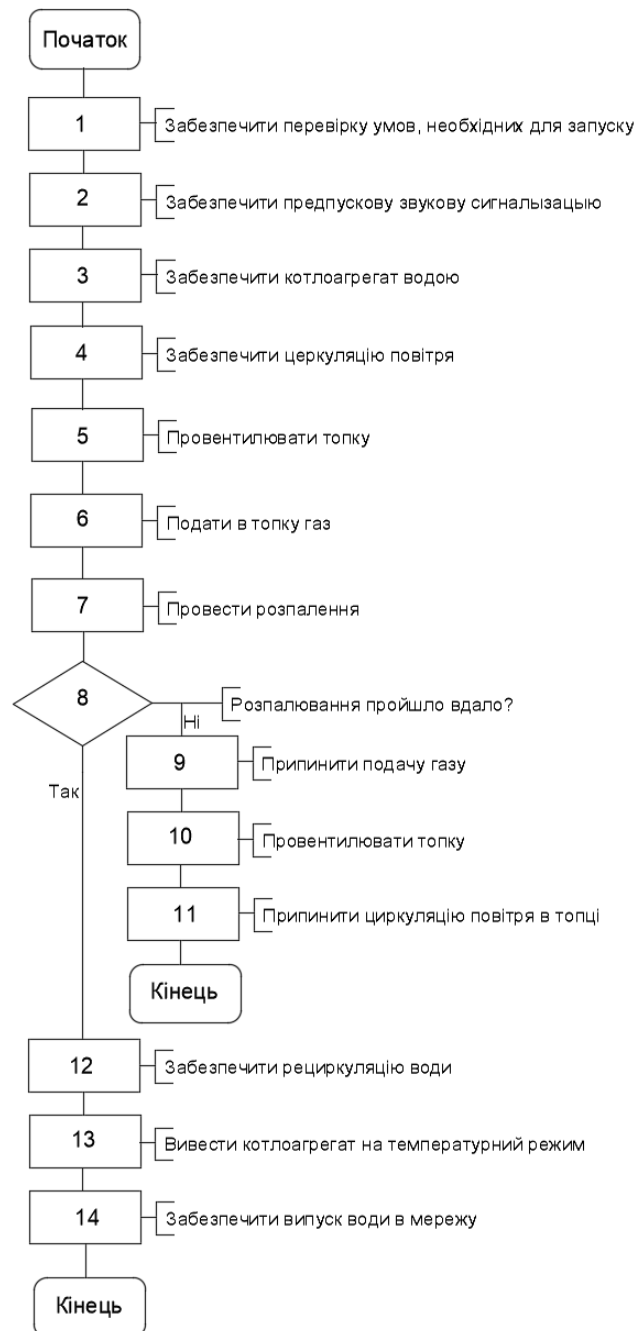 Початок
1 Забезпечити перевірку умов, необхідних для запуску
2 Забезпечити предпускову звукову сигналызацыю
3 Забезпечити котлоагрегат водою
4 Забезпечити церкуляцію повітря
5 Провентилювати топку
6 Подати в топку газ
7 Провести розпалення
8 Розпалювання пройшло вдало?
Ні
9 Припинити подачу газу
Так
10 Провентилювати топку
11 Припинити циркуляцію повітря в топці
Кінець
12 Забезпечити рециркуляцію води
13 Вивести котлоагрегат на температурний режим
14 Забезпечити випуск води в мережу
Кінець